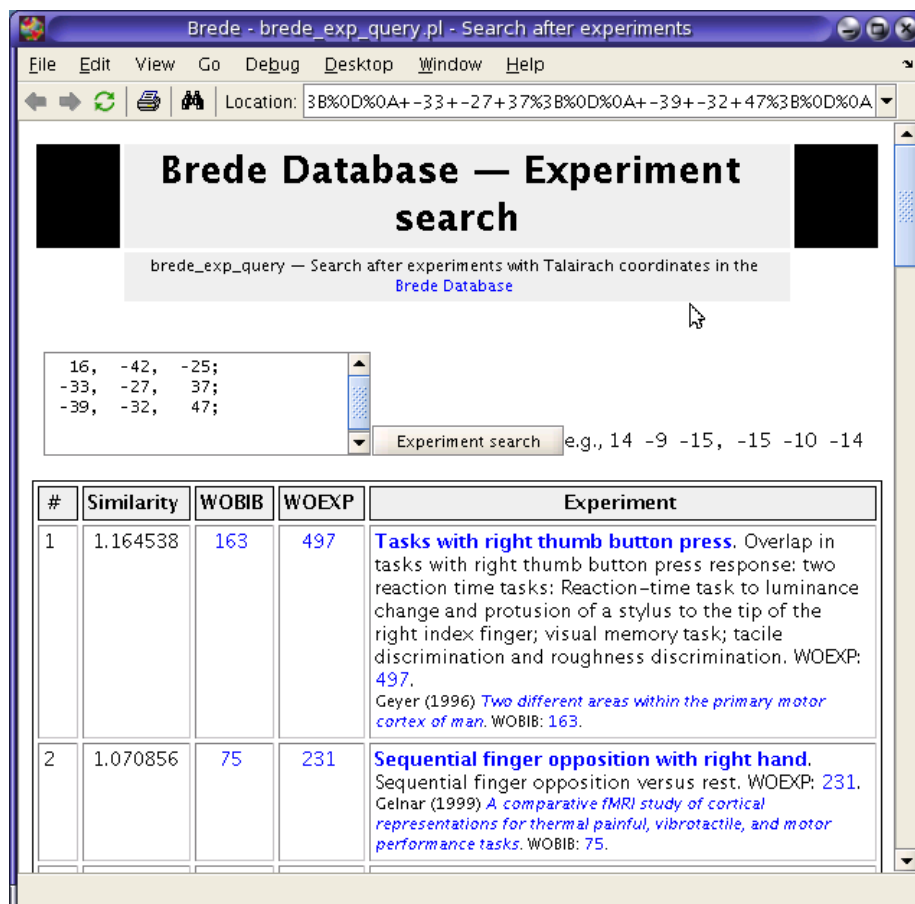 Brede - brede_exp_query.pl - Search after experiments
File Edit View Go Debug Desktop Window Help
Location: 3B%0D%0A+-33+-27+37%3B%0D%0A+-39+-32+47%3B%0D%0A
Brede Database — Experiment
search
brede_exp_query — Search after experiments with Talairach coordinates in the
Brede Database
16, -42, -25;
-33, -27, 37;
-39, -32, 47;
Experiment search e.g., 14 -9 -15, -15 -10 -14
# Similarity WOBIB WOEXP Experiment
1 1.164538 163 497 Tasks with right thumb button press. Overlap in
tasks with right thumb button press response: two
reaction time tasks: Reaction-time task to luminance
change and protusion of a stylus to the tip of the
right index finger; visual memory task; tacile
discrimination and roughness discrimination. WOEXP:
497.
Geyer (1996) Two different areas within the primary motor
cortex of man. WOBIB: 163.
2 1.070856 75 231 Sequential finger opposition with right hand.
Sequential finger opposition versus rest. WOEXP: 231.
Gelnar (1999) A comparative fMRI study of cortical
representations for thermal painful, vibrotactile, and motor
performance tasks. WOBIB: 75.